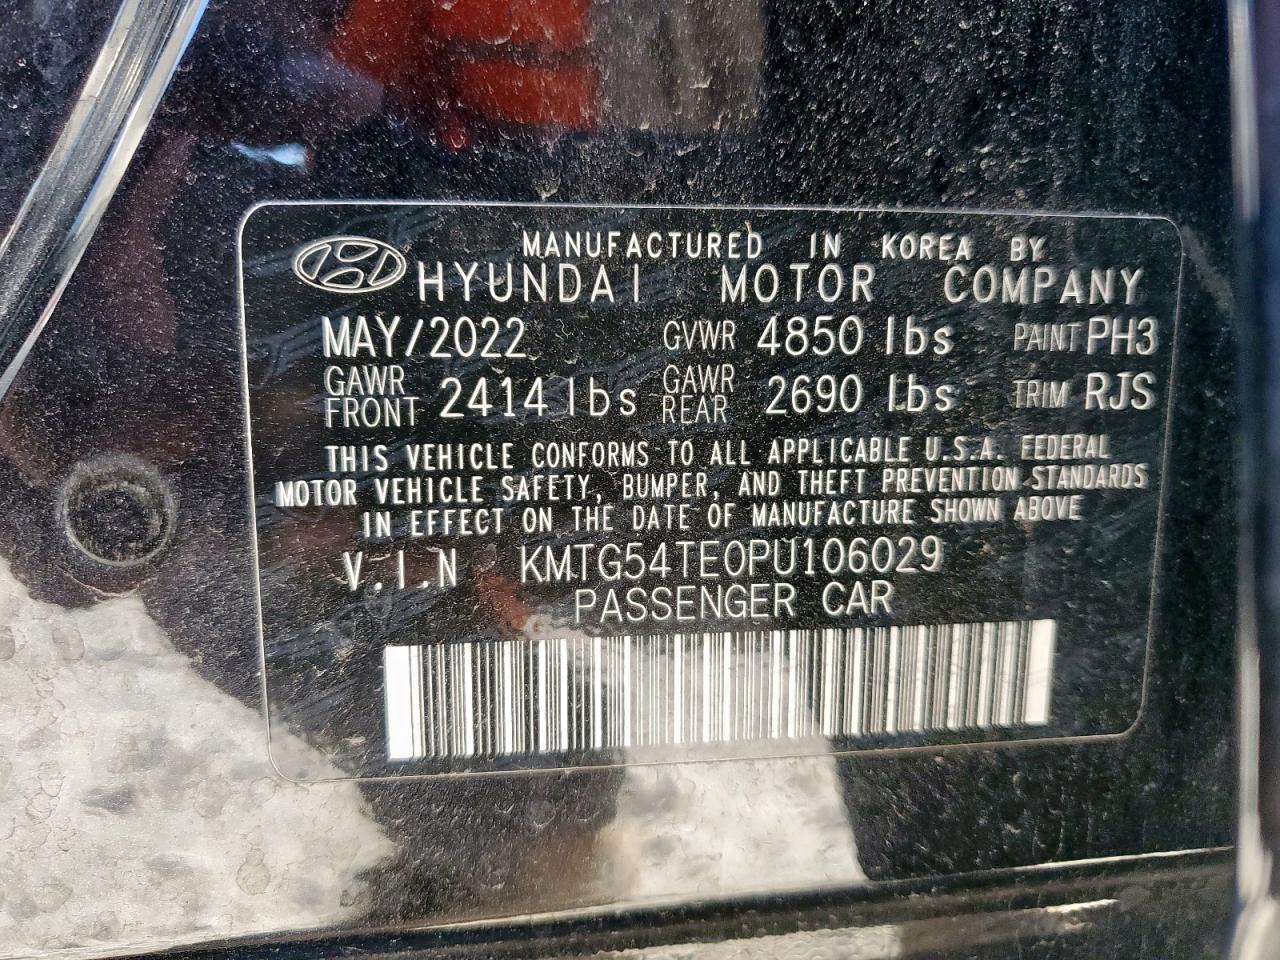 MANUFACTURED IN KOREA BY
HYUNDAI MOTOR COMPANY
MAY/2022 GVWR 4850 lbs PAINT PH3
GAWR FRONT 2414 lbs GAWR REAR 2690 lbs TRIM RJS
THIS VEHICLE CONFORMS TO ALL APPLICABLE U.S.A. FEDERAL
MOTOR VEHICLE SAFETY, BUMPER, AND THEFT PREVENTION STANDARDS
IN EFFECT ON THE DATE OF MANUFACTURE SHOWN ABOVE
V.I.N KMTG54TE0PU106029
PASSENGER CAR